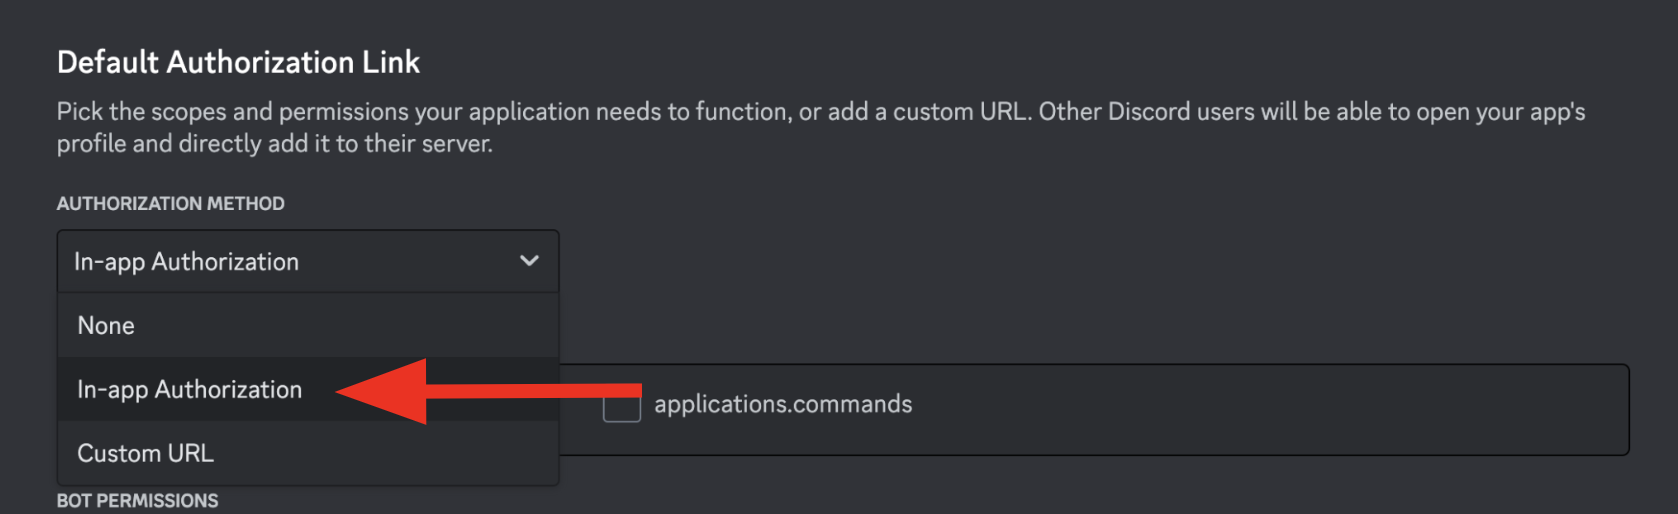 Default Authorization Link
Pick the scopes and permissions your application needs to function, or add a custom URL. Other Discord users will be able to open your app's
profile and directly add it to their server.
AUTHORIZATION METHOD
In-app Authorization
None
In-app Authorization
applications.commands
Custom URL
BOT PERMISSIONS